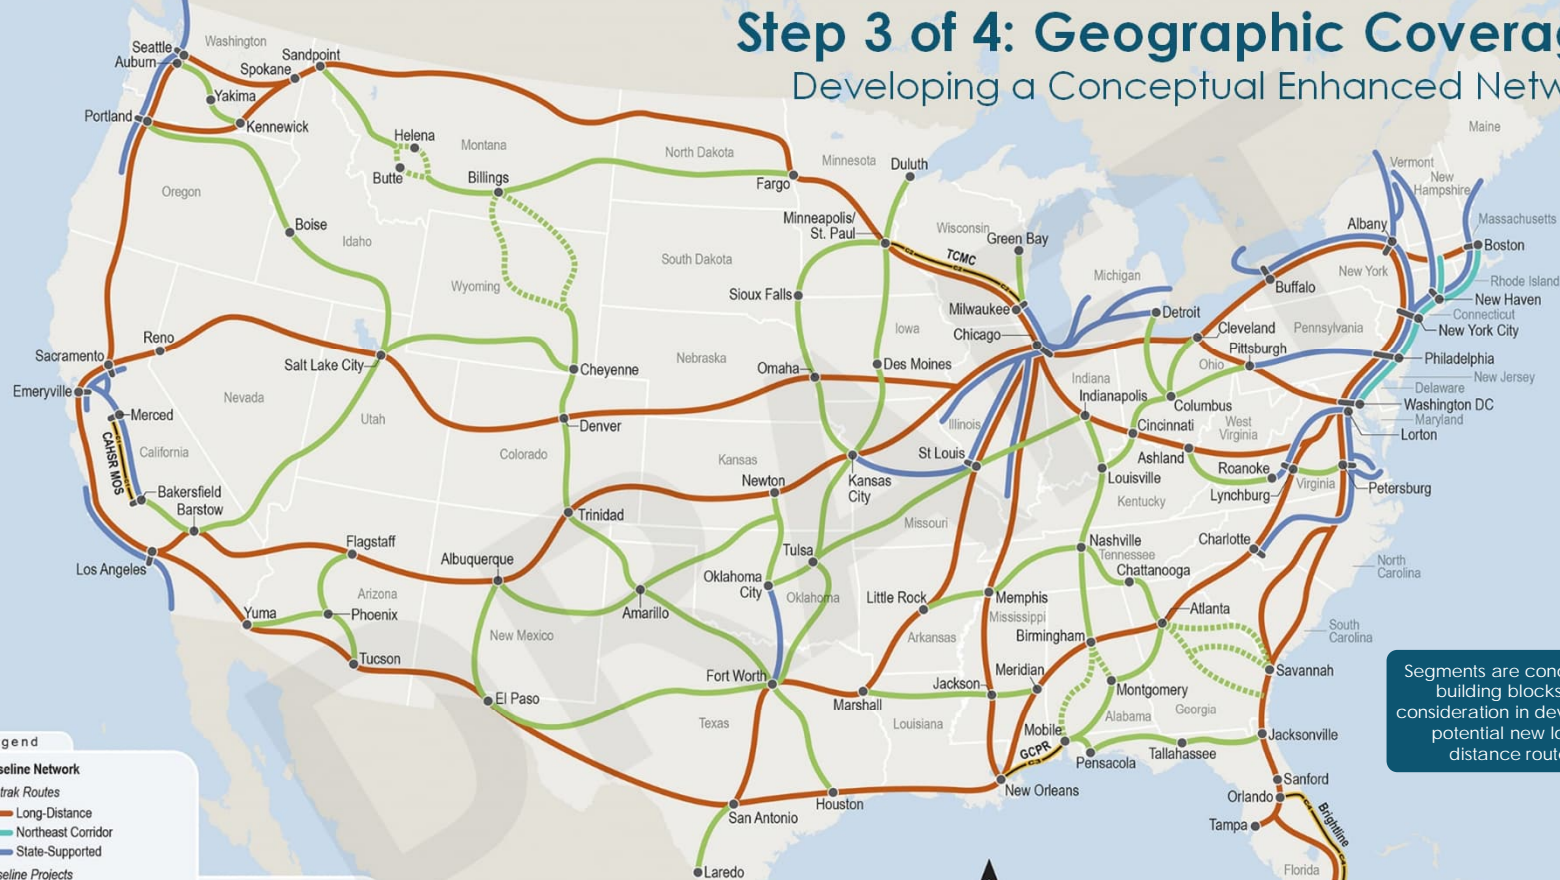 Step 3 of 4: Geographic Covera
Developing a Conceptual Enhanced Netw
Seattle
Washington
Sandpoint
Auburn
Spokane
Yakima
Portland
Kennewick
Maine
Helena
Montana
North Dakota
Minnesota
Duluth
Vermont
New
Hampshire
Butte
Billings
Fargo
Oregon
Minneapolis/
St. Paul
Wisconsin
Green Bay
Albany
Massachusetts
Boise
Idaho
TCMC
Boston
South Dakota
Michigan
New York
Rhode Island
Wyoming
Sioux Falls
Buffalo
New Haven
Milwaukee
Detroit
Connecticut
Reno
Iowa
Chicago
Cleveland
Pennsylvania
New York City
Sacramento
Salt Lake City
Nebraska
Pittsburgh
Philadelphia
Cheyenne
Omaha
Des Moines
Indiana
Ohio
New Jersey
Emeryville
Nevada
Indianapolis
Delaware
Columbus
Washington DC
Merced
Utah
Denver
Illinois
Cincinnati
West
Virginia
Maryland
Lorton
CAHSR MOS
California
Colorado
Kansas
St Louis
Ashland
Roanoke
Newton
Kansas
City
Louisville
Lynchburg
Virginia
Petersburg
Bakersfield
Kentucky
Barstow
Trinidad
Missouri
Flagstaff
Nashville
Charlotte
Albuquerque
Tulsa
Tennessee
North
Carolina
Los Angeles
Chattanooga
Oklahoma
City
Oklahoma
Little Rock
Memphis
Arizona
Amarillo
Yuma
Phoenix
Mississippi
Atlanta
New Mexico
Arkansas
Birmingham
South
Carolina
Tucson
Fort Worth
Meridian
Savannah
Jackson
Montgomery
El Paso
Marshall
Georgia
Texas
Louisiana
Alabama
Mobile
Jacksonville
GCPR
Tallahassee
Pensacola
Sanford
New Orleans
Orlando
Houston
San Antonio
Tampa
Brightline
Laredo
Florida
Segments are conc
building blocks
consideration in dev
potential new lo
distance rout
gend
seline Network
trak Routes
Long-Distance
Northeast Corridor
State-Supported
seline Projects
DRAFT